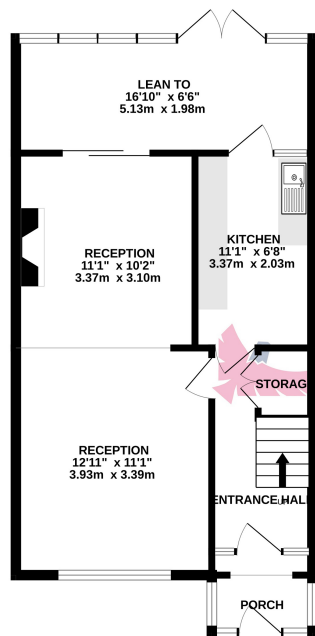 LEAN TO
16'10" x 6'6"
5.13m x 1.98m
RECEPTION
11'1" x 10'2"
3.37m x 3.10m
KITCHEN
11'1" x 6'8"
3.37m x 2.03m
STORAG
RECEPTION
12'11" x 11'1"
3.93m x 3.39m
ENTRANCE HALL
PORCH